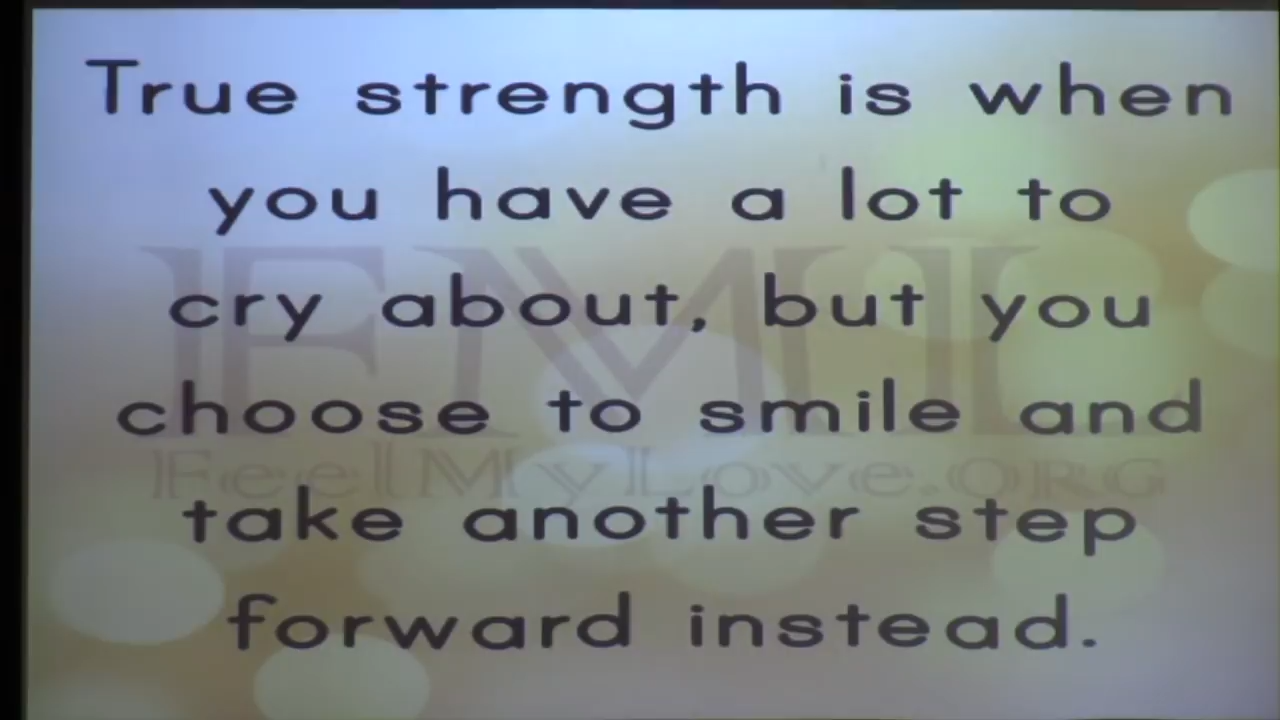 True strength is when
you have a lot to
cry about, but you
choose to smile and
take another step
forward instead.
FML
FeelMyLove.ORG